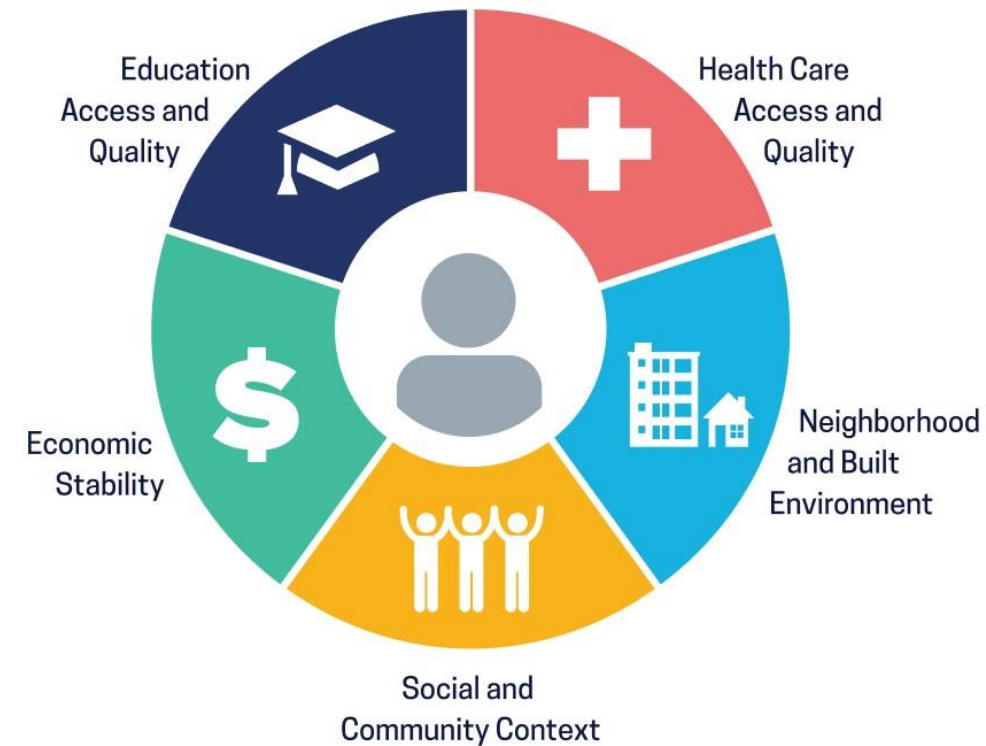 Education
Access and
Quality
Health Care
Access and
Quality
Economic
Stability
Neighborhood
and Built
Environment
Social and
Community Context